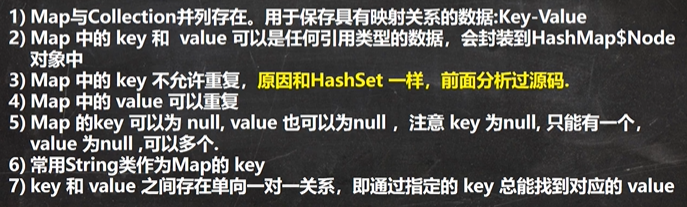 1) Map与Collection并列存在。用于保存具有映射关系的数据:Key-Value
2) Map 中的 key 和 value 可以是任何引用类型的数据，会封装到HashMap$Node
对象中
3) Map 中的 key 不允许重复，原因和HashSet 一样，前面分析过源码.
4) Map 中的 value 可以重复
5) Map 的key 可以为 null, value 也可以为null ，注意 key 为null, 只能有一个，
value 为null ,可以多个.
6) 常用String类作为Map的 key
7) key 和 value 之间存在单向一对一关系，即通过指定的 key 总能找到对应的 value